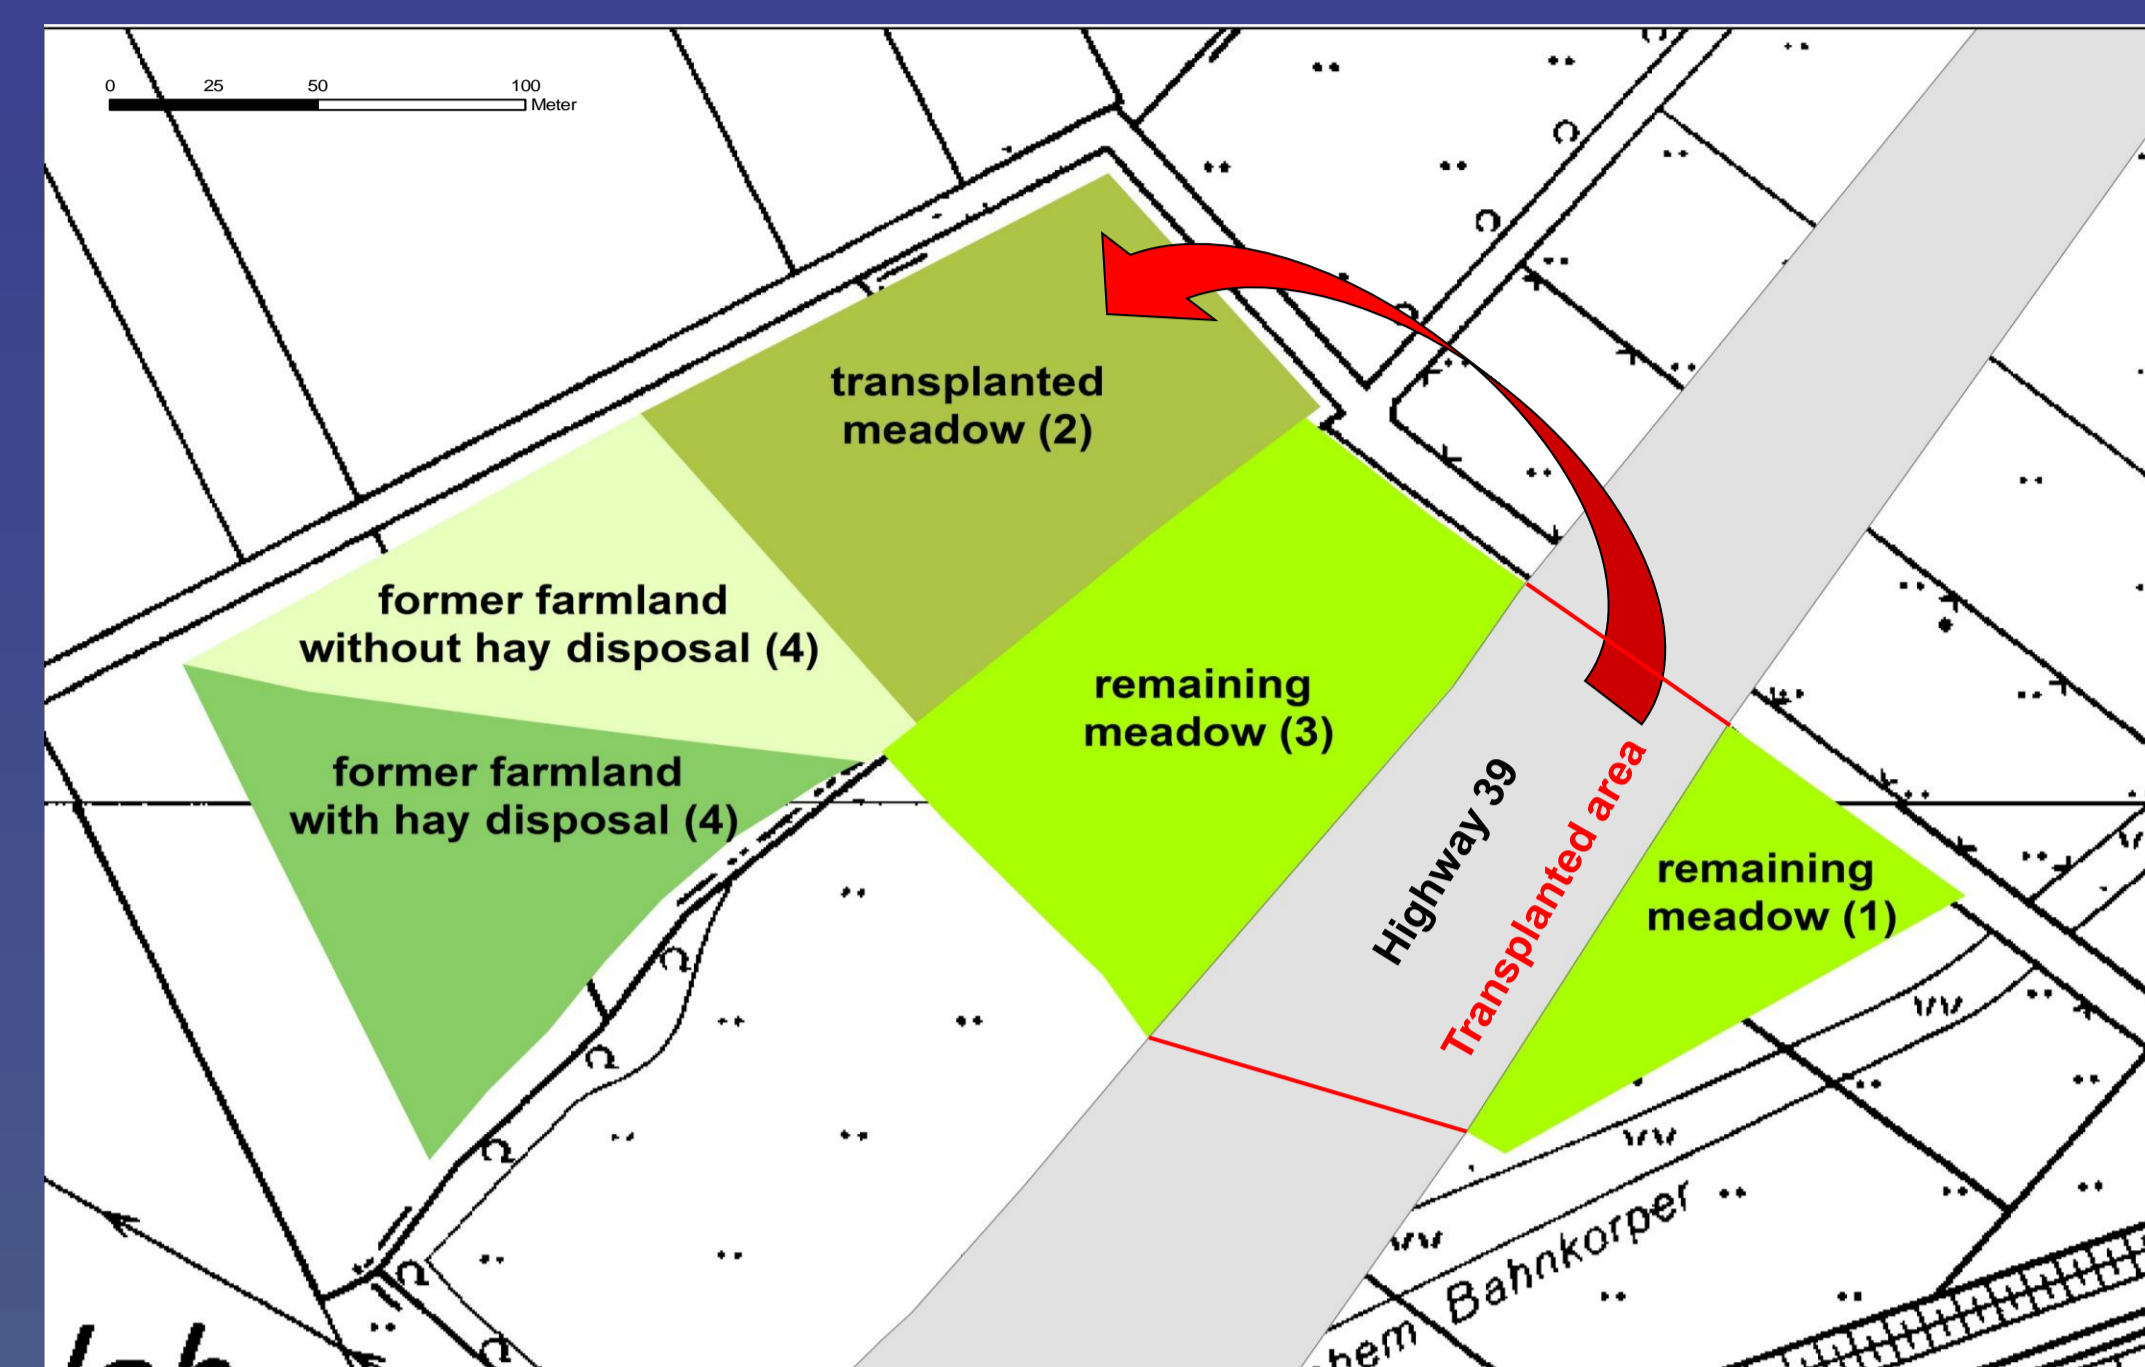 0 25 50 100
Meter
transplanted
meadow (2)
former farmland
without hay disposal (4)
remaining
meadow (3)
former farmland
with hay disposal (4)
Highway 39
Transplanted area
remaining
meadow (1)
Bahnkorper